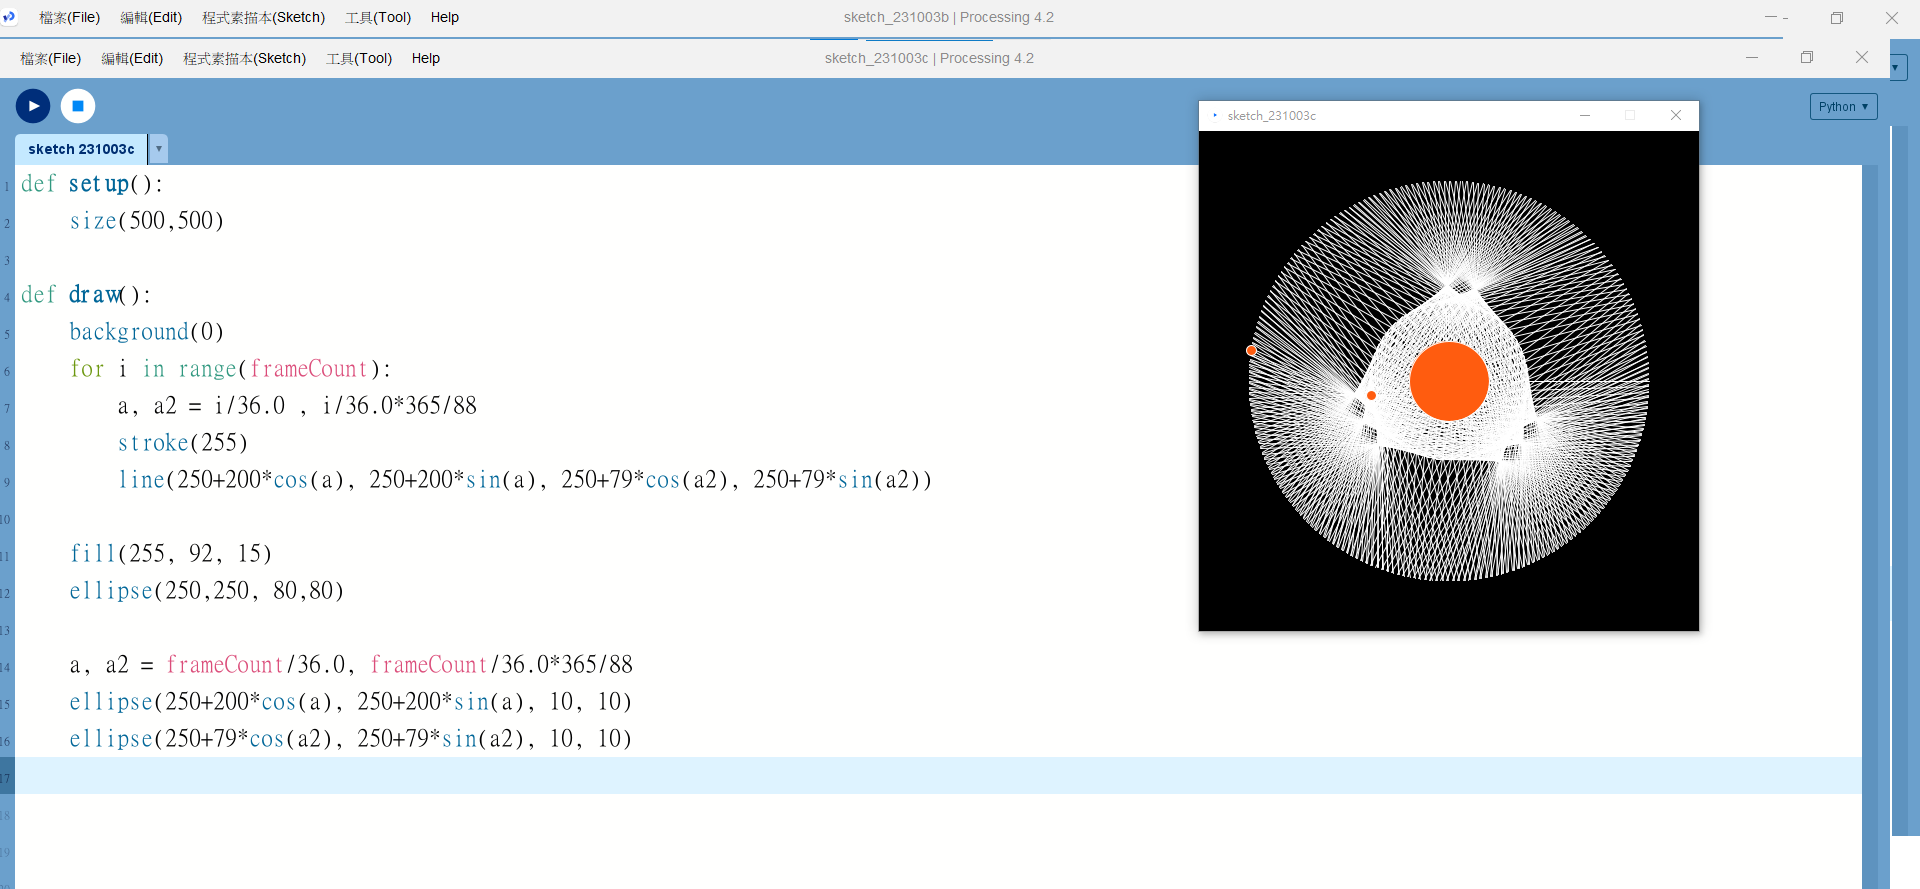 檔案(File) 編輯(Edit) 程式素描本(Sketch) 工具(Tool) Help sketch_231003b | Processing 4.2
檔案(File) 編輯(Edit) 程式素描本(Sketch) 工具(Tool) Help sketch_231003c | Processing 4.2
Python
sketch_231003c
sketch 231003c
1 def setup():
2 size(500,500)
3
4 def draw():
5 background(0)
6 for i in range(frameCount):
7 a, a2 = i/36.0 , i/36.0*365/88
8 stroke(255)
9 line(250+200*cos(a), 250+200*sin(a), 250+79*cos(a2), 250+79*sin(a2))
10
11 fill(255, 92, 15)
12 ellipse(250,250, 80,80)
13
14 a, a2 = frameCount/36.0, frameCount/36.0*365/88
15 ellipse(250+200*cos(a), 250+200*sin(a), 10, 10)
16 ellipse(250+79*cos(a2), 250+79*sin(a2), 10, 10)
17
18
19